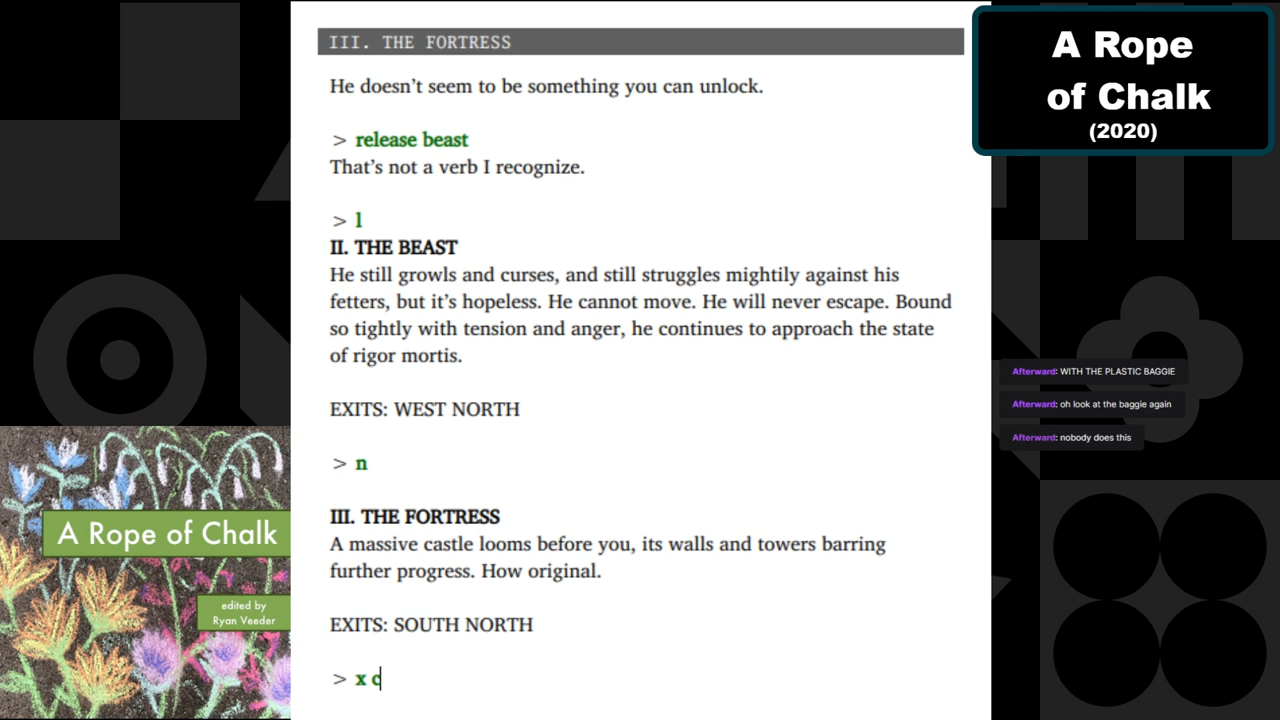 III. THE FORTRESS
He doesn’t seem to be something you can unlock.
> release beast
That’s not a verb I recognize.
> l
II. THE BEAST
He still growls and curses, and still struggles mightily against his
fetters, but it’s hopeless. He cannot move. He will never escape. Bound
so tightly with tension and anger, he continues to approach the state
of rigor mortis.
EXITS: WEST NORTH
> n
III. THE FORTRESS
A massive castle looms before you, its walls and towers barring
further progress. How original.
EXITS: SOUTH NORTH
> x c
A Rope
of Chalk
(2020)
Afterward: WITH THE PLASTIC BAGGIE
Afterward: oh look at the baggie again
Afterward: nobody does this
A Rope of Chalk
edited by
Ryan Veeder